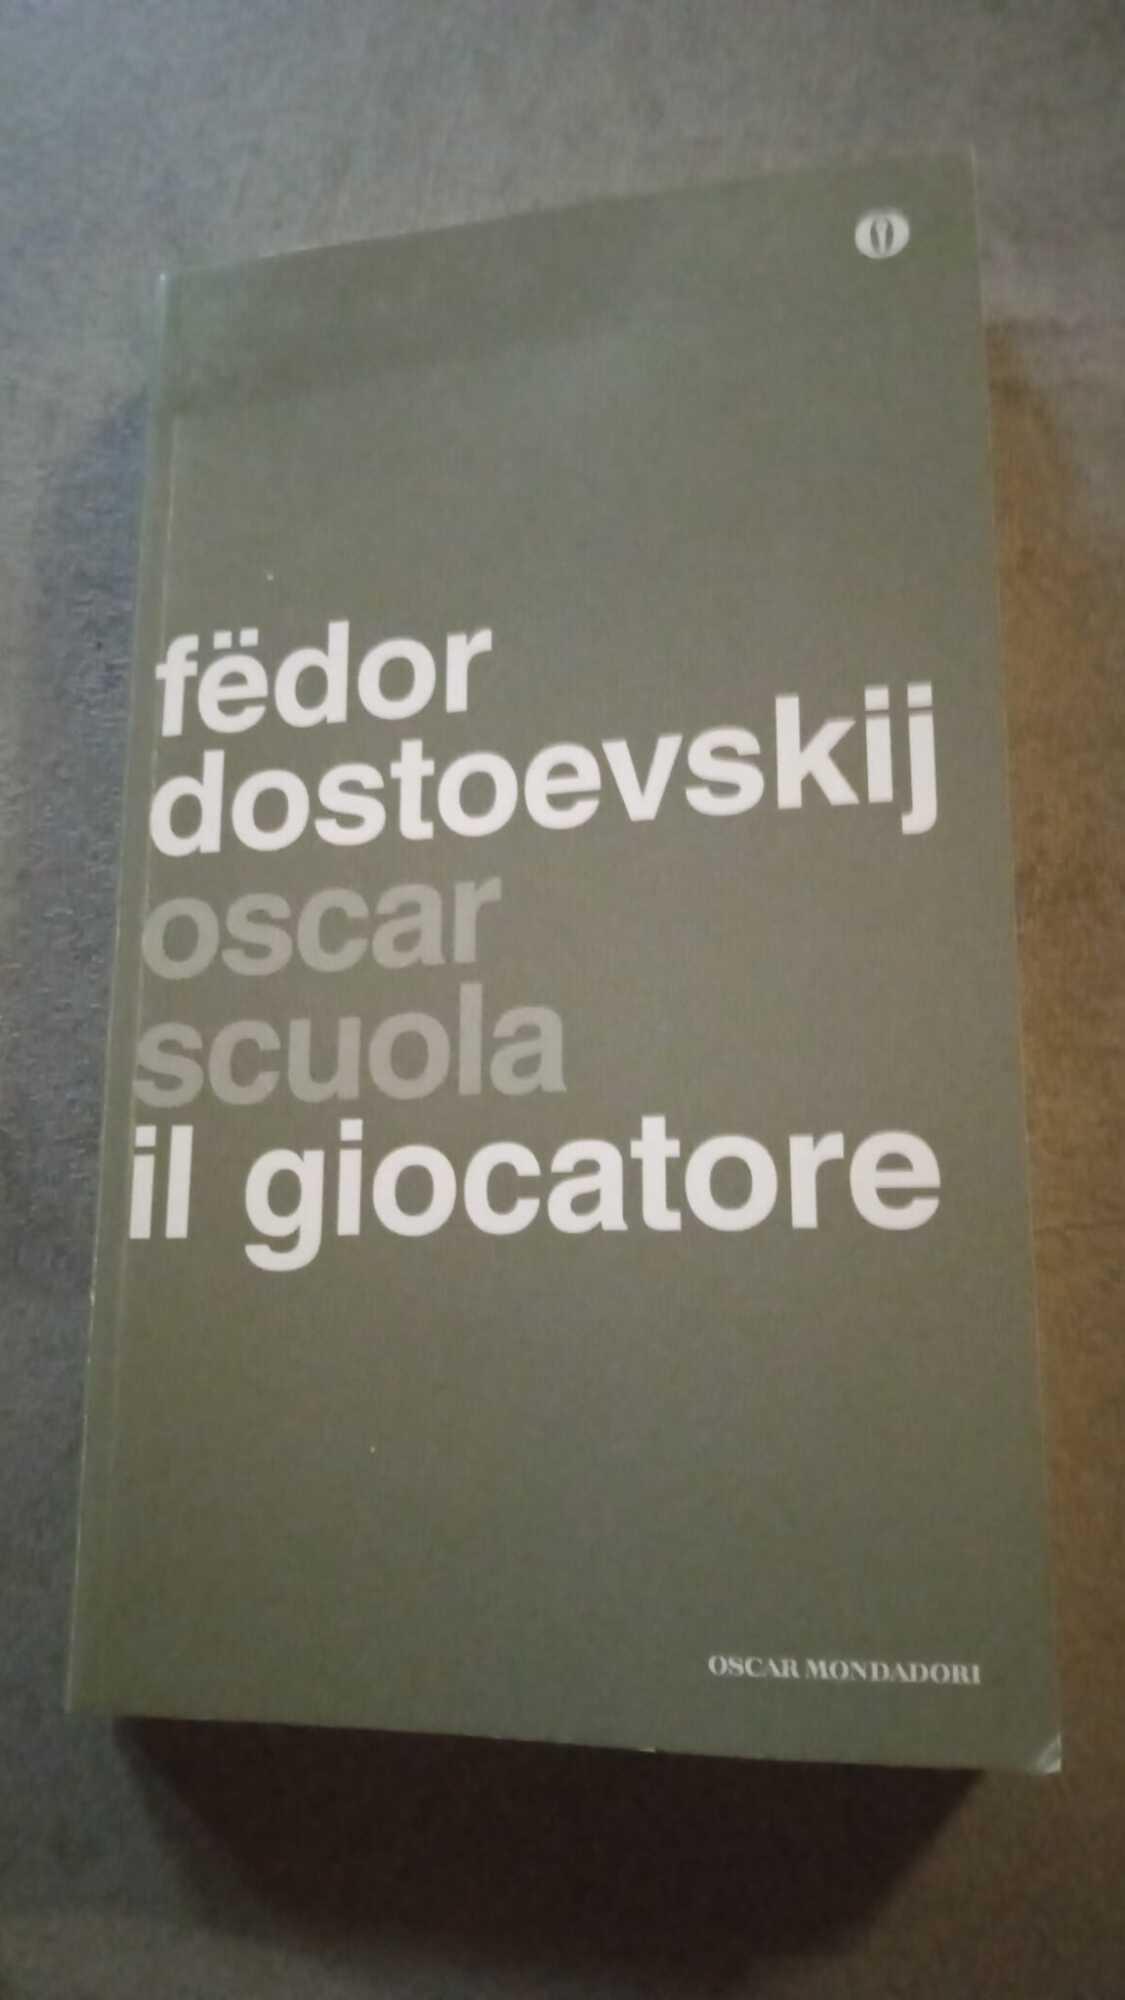 fëdor
dostoevskij
oscar
scuola
il giocatore
OSCAR MONDADORI